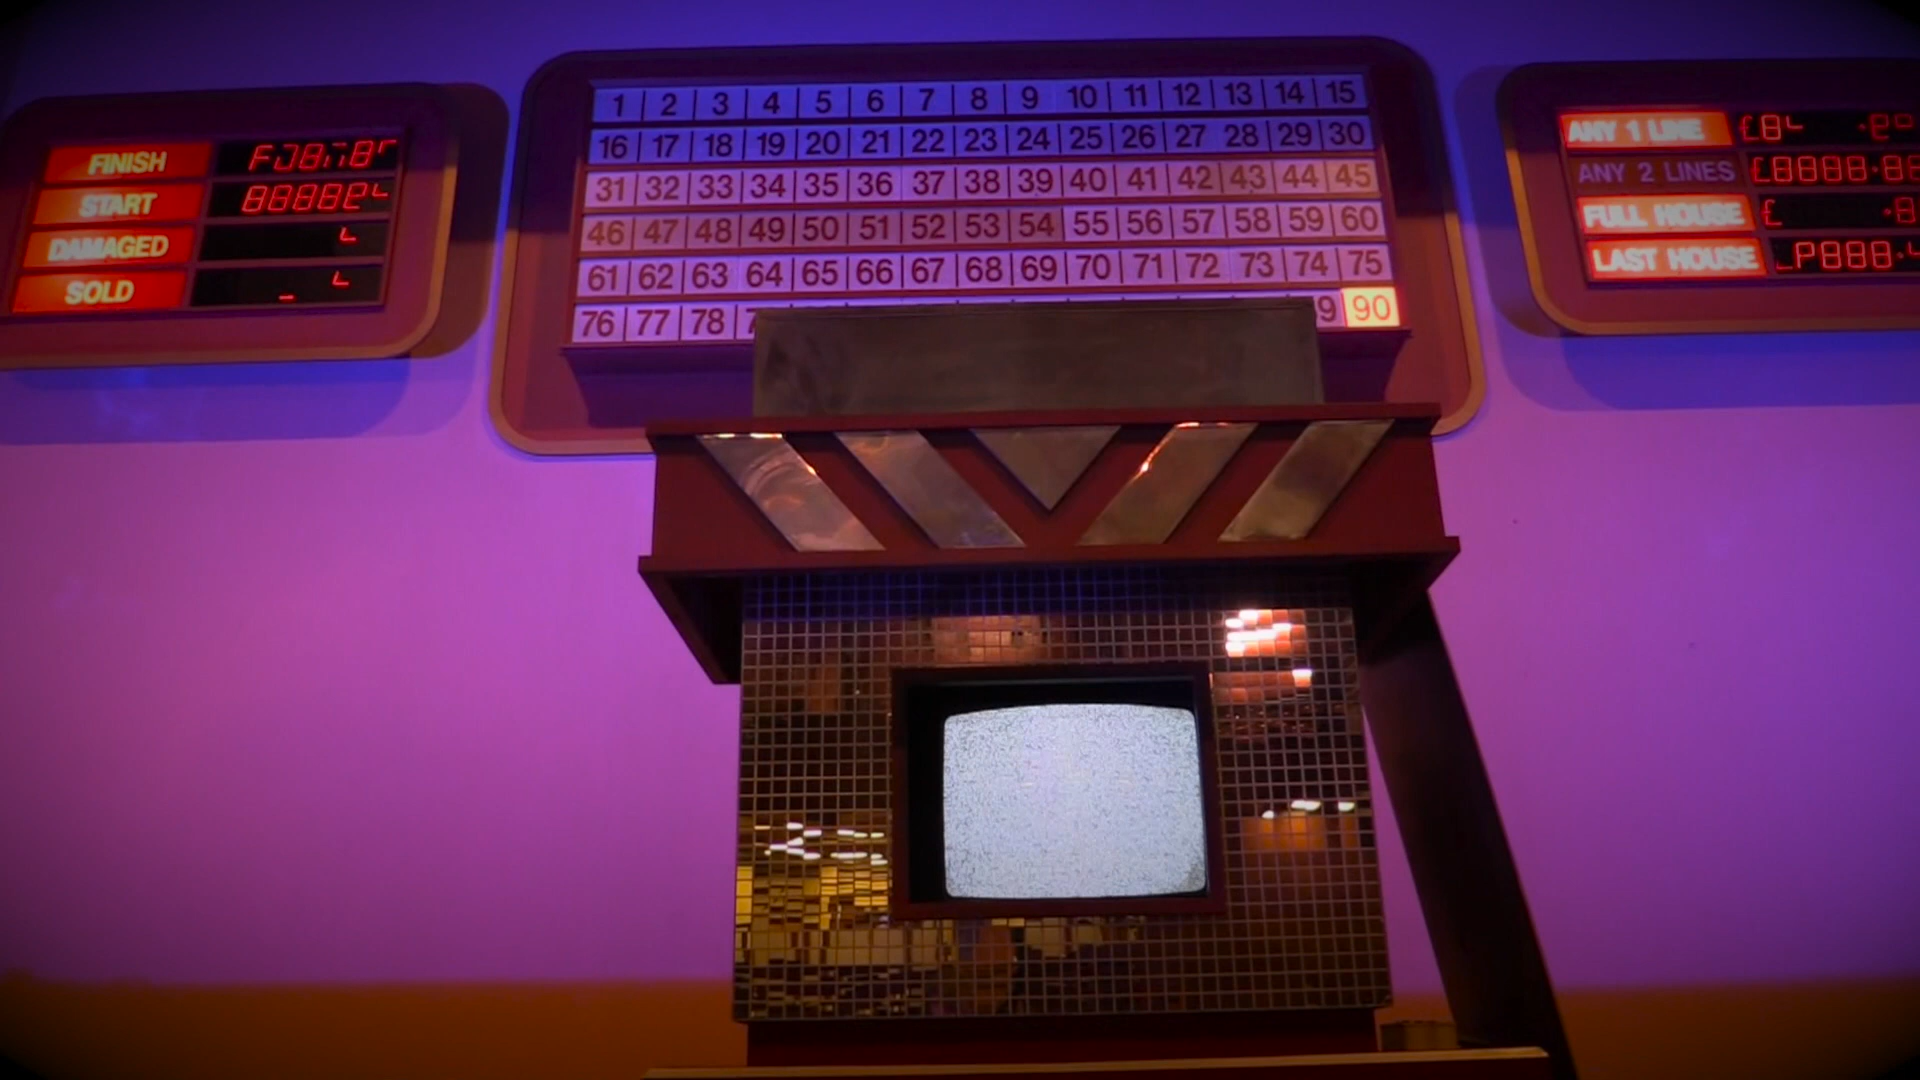 FINISH
START
DAMAGED
SOLD
1 2 3 4 5 6 7 8 9 10 11 12 13 14 15
16 17 18 19 20 21 22 23 24 25 26 27 28 29 30
31 32 33 34 35 36 37 38 39 40 41 42 43 44 45
46 47 48 49 50 51 52 53 54 55 56 57 58 59 60
61 62 63 64 65 66 67 68 69 70 71 72 73 74 75
76 77 78 90
ANY 1 LINE
ANY 2 LINES
FULL HOUSE
LAST HOUSE